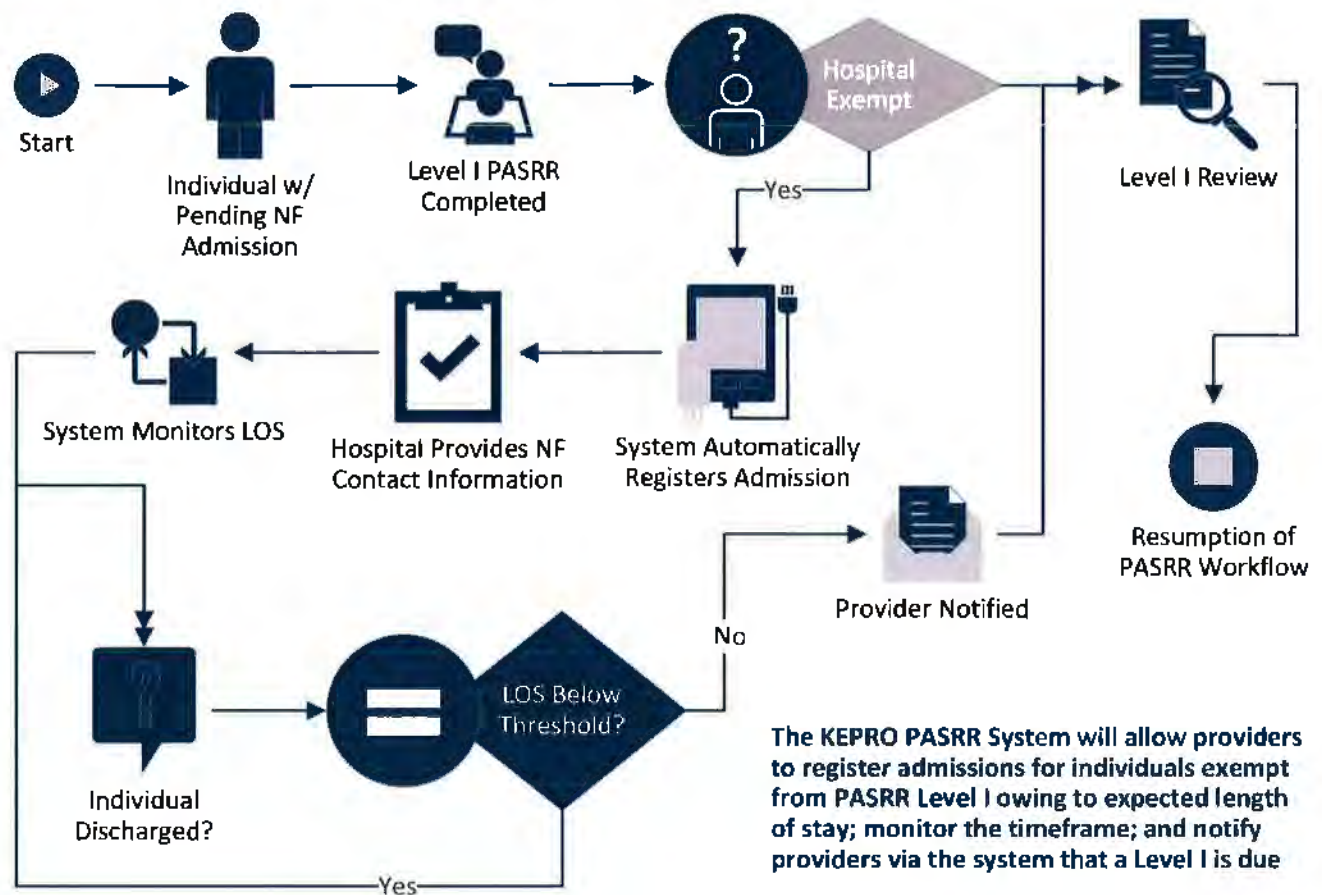 ?
Hospital
Exempt
Start
Individual w/
Pending NF
Admission
Level I PASRR
Completed
Level I Review
Yes
System Monitors LOS
Hospital Provides NF
Contact Information
System Automatically
Registers Admission
Resumption of
PASRR Workflow
Provider Notified
No
LOS Below
Threshold?
Individual
Discharged?
The KEPRO PASRR System will allow providers
to register admissions for individuals exempt
from PASRR Level I owing to expected length
of stay; monitor the timeframe; and notify
providers via the system that a Level I is due
Yes